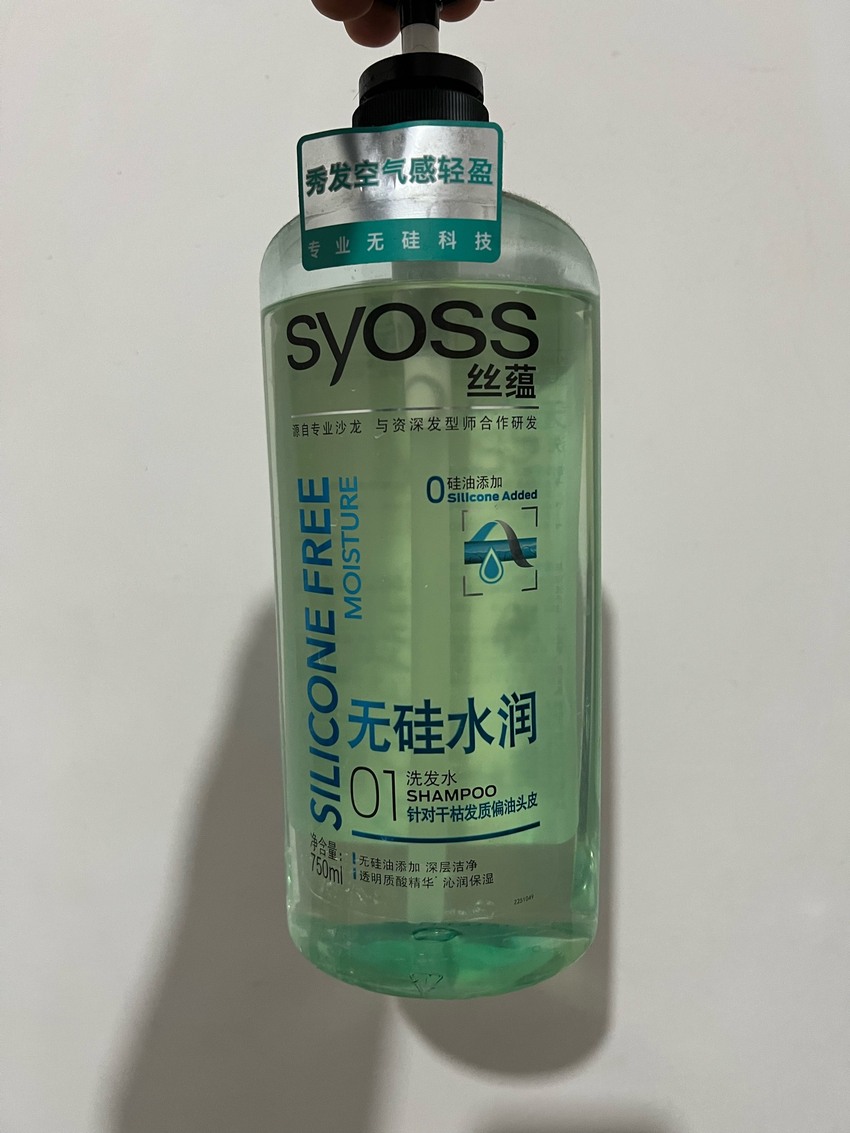 秀发空气感轻盈
专业无硅科技
syoss
丝蕴
源自专业沙龙 与资深发型师合作研发
0硅油添加
Silicone Added
SILICONE FREE
MOISTURE
无硅水润
01
洗发水
SHAMPOO
针对干枯发质偏油头皮
净含量:
750ml
无硅油添加 深层洁净
透明质酸精华* 沁润保湿